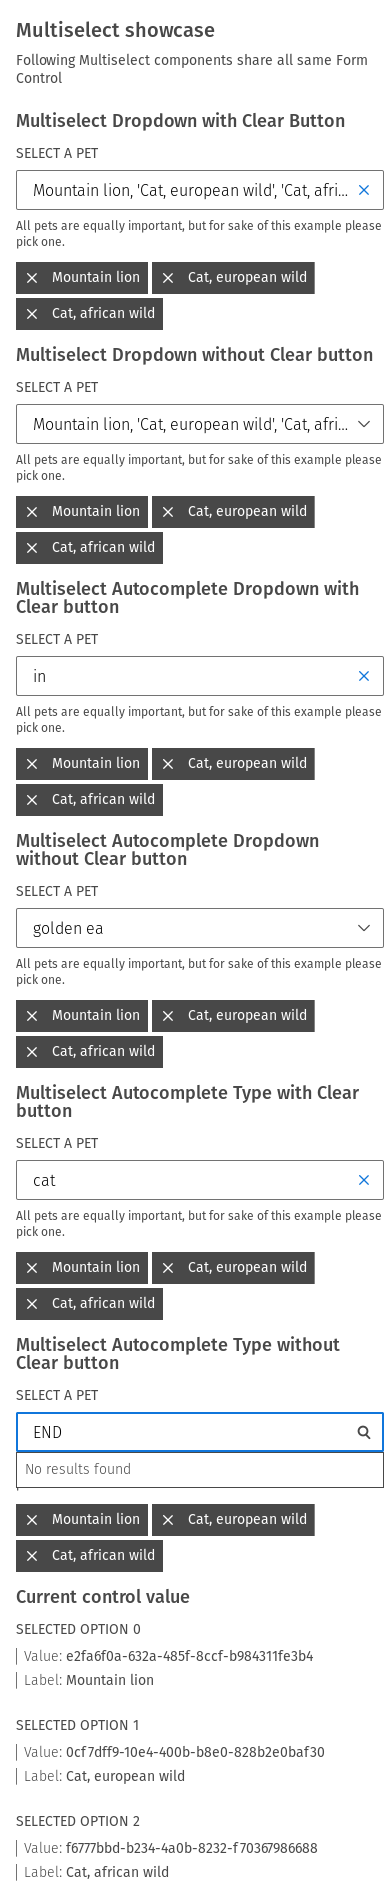 Multiselect showcase
Following Multiselect components share all same Form
Control
Multiselect Dropdown with Clear Button
SELECT A PET
Mountain lion, 'Cat, european wild', 'Cat, afri...
All pets are equally important, but for sake of this example please
pick one.
Mountain lion
Cat, european wild
Cat, african wild
Multiselect Dropdown without Clear button
SELECT A PET
Mountain lion, 'Cat, european wild', 'Cat, afri...
All pets are equally important, but for sake of this example please
pick one.
Mountain lion
Cat, european wild
Cat, african wild
Multiselect Autocomplete Dropdown with
Clear button
SELECT A PET
in
All pets are equally important, but for sake of this example please
pick one.
Mountain lion
Cat, european wild
Cat, african wild
Multiselect Autocomplete Dropdown
without Clear button
SELECT A PET
golden ea
All pets are equally important, but for sake of this example please
pick one.
Mountain lion
Cat, european wild
Cat, african wild
Multiselect Autocomplete Type with Clear
button
SELECT A PET
cat
All pets are equally important, but for sake of this example please
pick one.
Mountain lion
Cat, european wild
Cat, african wild
Multiselect Autocomplete Type without
Clear button
SELECT A PET
END
No results found
Mountain lion
Cat, european wild
Cat, african wild
Current control value
SELECTED OPTION 0
Value: e2fa6f0a-632a-485f-8ccf-b984311fe3b4
Label: Mountain lion
SELECTED OPTION 1
Value: 0cf7dff9-10e4-400b-b8e0-828b2e0baf30
Label: Cat, european wild
SELECTED OPTION 2
Value: f6777bbd-b234-4a0b-8232-f70367986688
Label: Cat, african wild